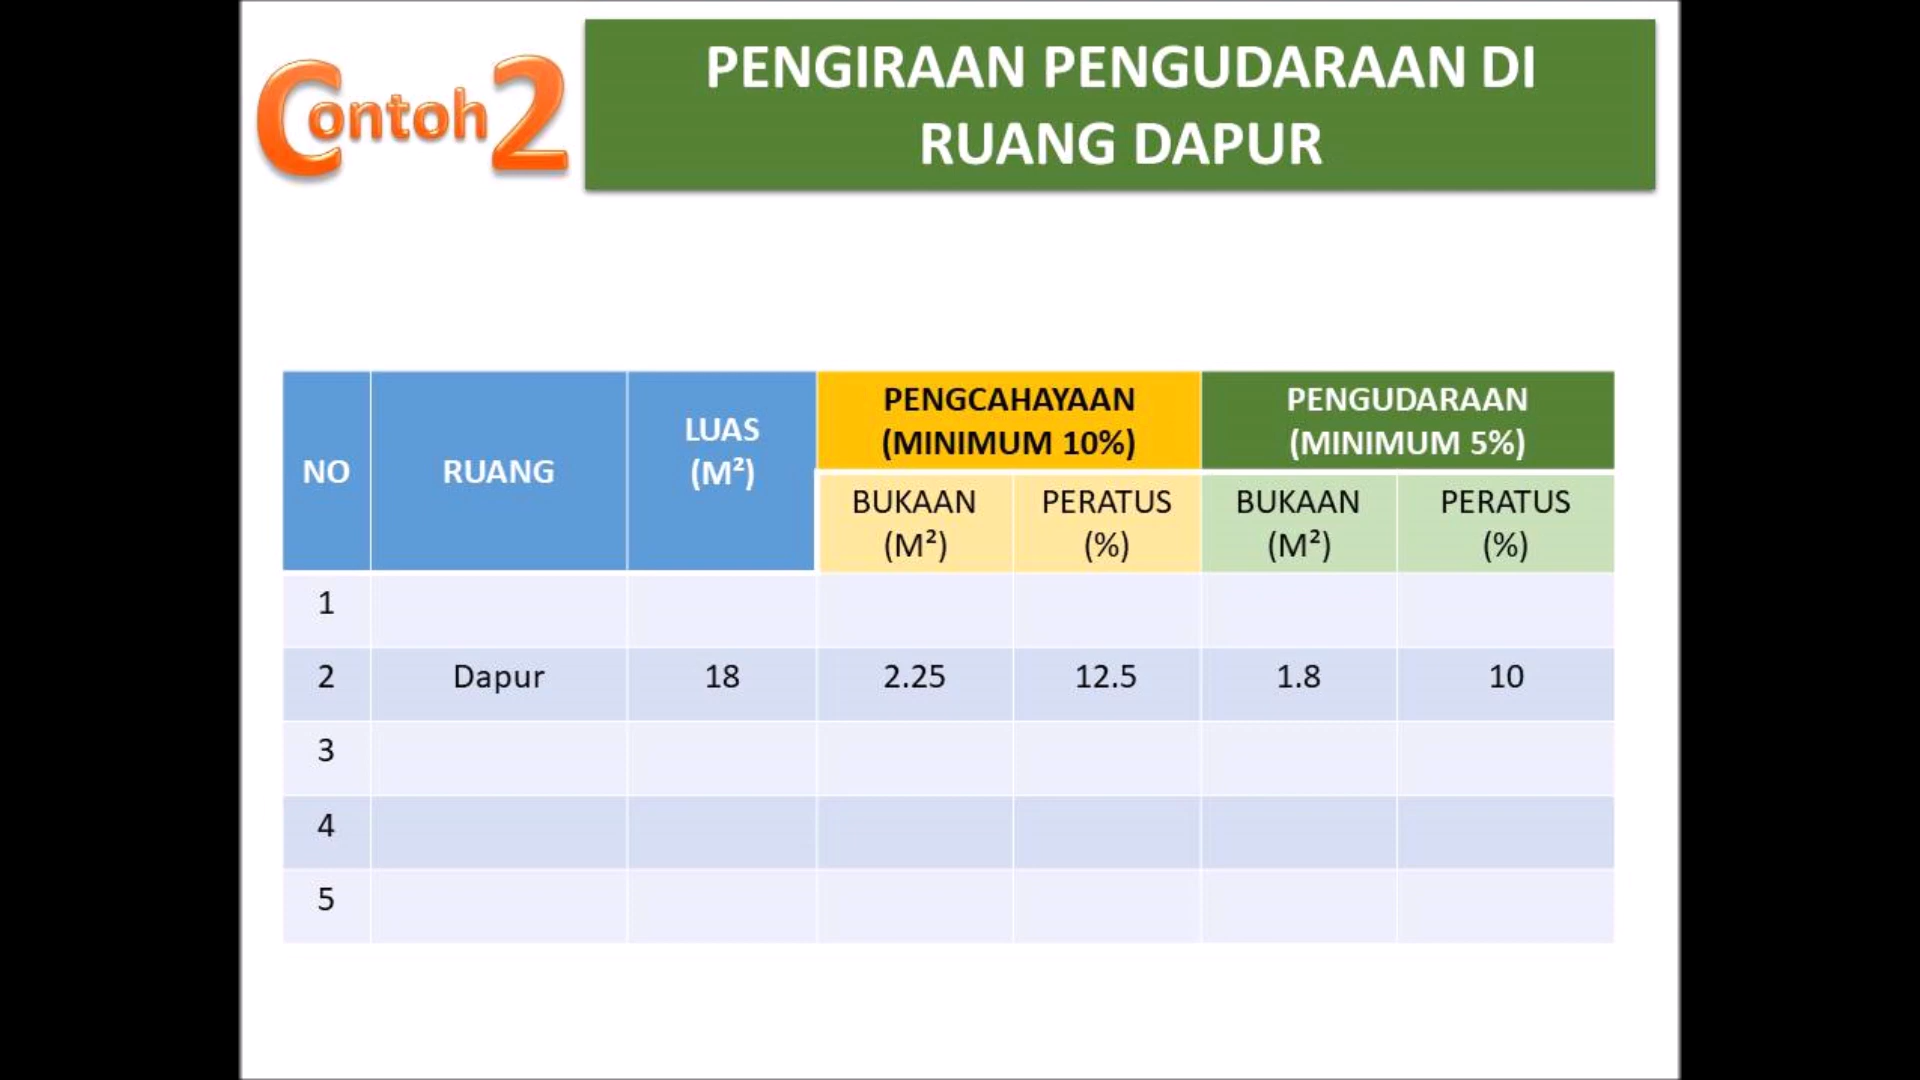 Contoh 2
PENGIRAAN PENGUDARAAN DI
RUANG DAPUR
NO
RUANG
LUAS
(M²)
PENGCAHAYAAN
(MINIMUM 10%)
PENGUDARAAN
(MINIMUM 5%)
BUKAAN
(M²)
PERATUS
(%)
BUKAAN
(M²)
PERATUS
(%)
1
2 Dapur 18 2.25 12.5 1.8 10
3
4
5